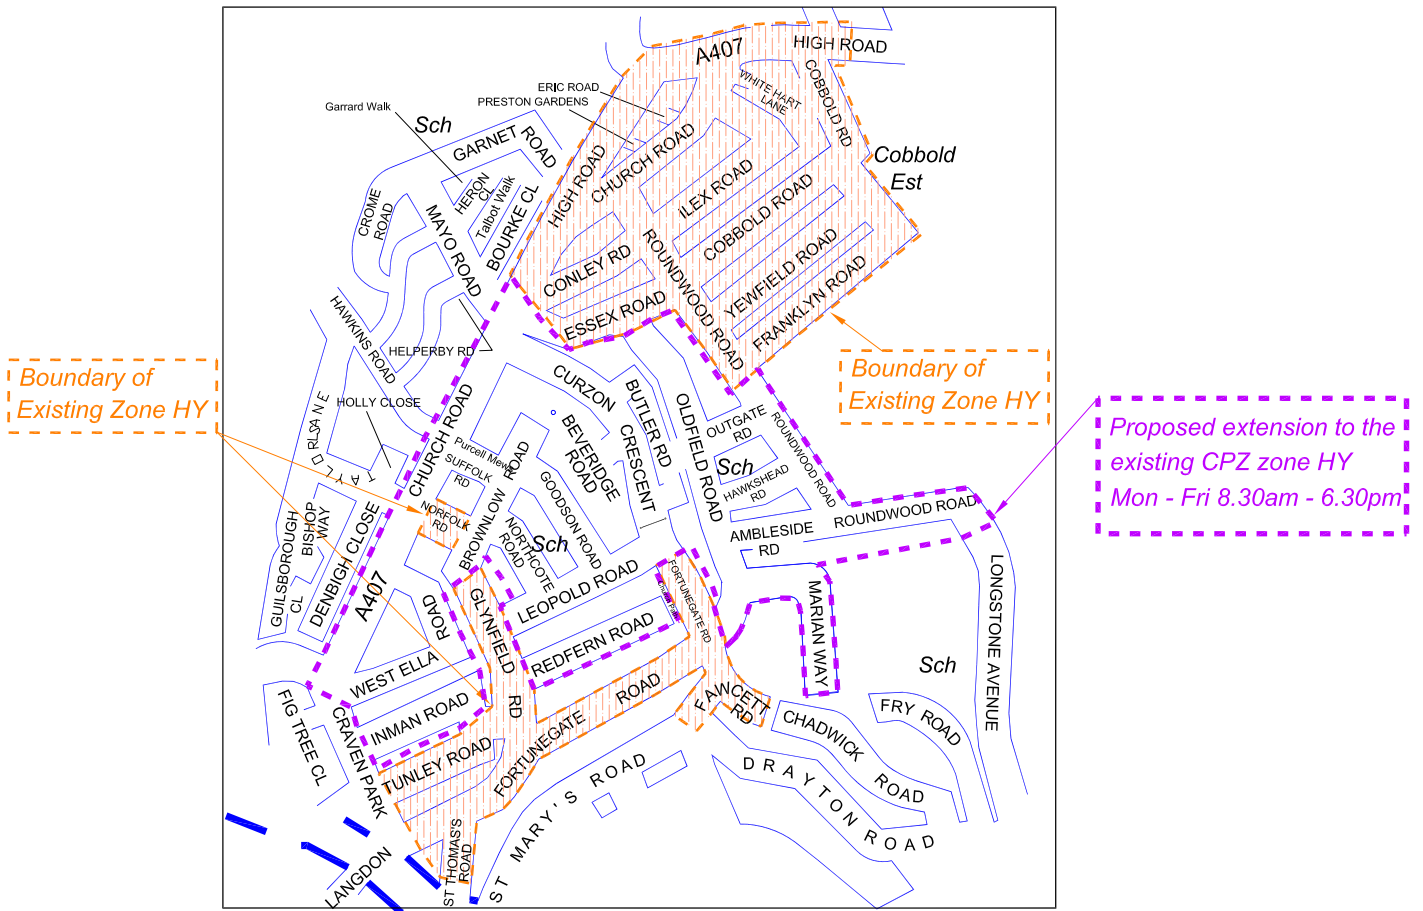 A407
HIGH ROAD
COBBOLD RD
WHITE HART
LANE
ERIC ROAD
PRESTON GARDENS
Garrard Walk
Sch
GARNET
ROAD
Cobbold
Est
CHURCH ROAD
HIGH ROAD
ILEX ROAD
COBBOLD ROAD
HERON
CL
Talbot Walk
BOURKE CL
CROME
ROAD
MAYO ROAD
ROUNDWOOD ROAD
YEWFIELD ROAD
FRANKLYN ROAD
CONLEY RD
ESSEX ROAD
HAWKINS ROAD
HELPERBY RD
Boundary of
Existing Zone HY
Boundary of
Existing Zone HY
Proposed extension to the
existing CPZ zone HY
Mon - Fri 8.30am - 6.30pm
HOLLY CLOSE
CHURCH ROAD
CURZON
CRESCENT
BUTLER RD
OLDFIELD ROAD
BEVERIDGE
ROAD
OUTGATE
RD
ROUNDWOOD ROAD
Sch
HAWKSHEAD
RD
Purcell Mews
SUFFOLK
RD
NORFOLK
RD
BROWNLOW ROAD
GOODSON ROAD
NORTHCOTE
ROAD
Sch
AMBLESIDE
RD
ROUNDWOOD ROAD
GUILSBOROUGH
CL
BISHOP
WAY
DENBIGH CLOSE
A407
LEOPOLD ROAD
FORTUNEGATE RD
REDFERN ROAD
GLYNFIELD
RD
ROAD
WEST ELLA
INMAN ROAD
MARIAN WAY
LONGSTONE AVENUE
Sch
FIG TREE CL
CRAVEN PARK
TUNLEY ROAD
FORTUNEGATE ROAD
FAWCETT
RD
CHADWICK ROAD
FRY ROAD
DRAYTON ROAD
ST MARY'S ROAD
ST THOMAS'S
ROAD
LANGDON